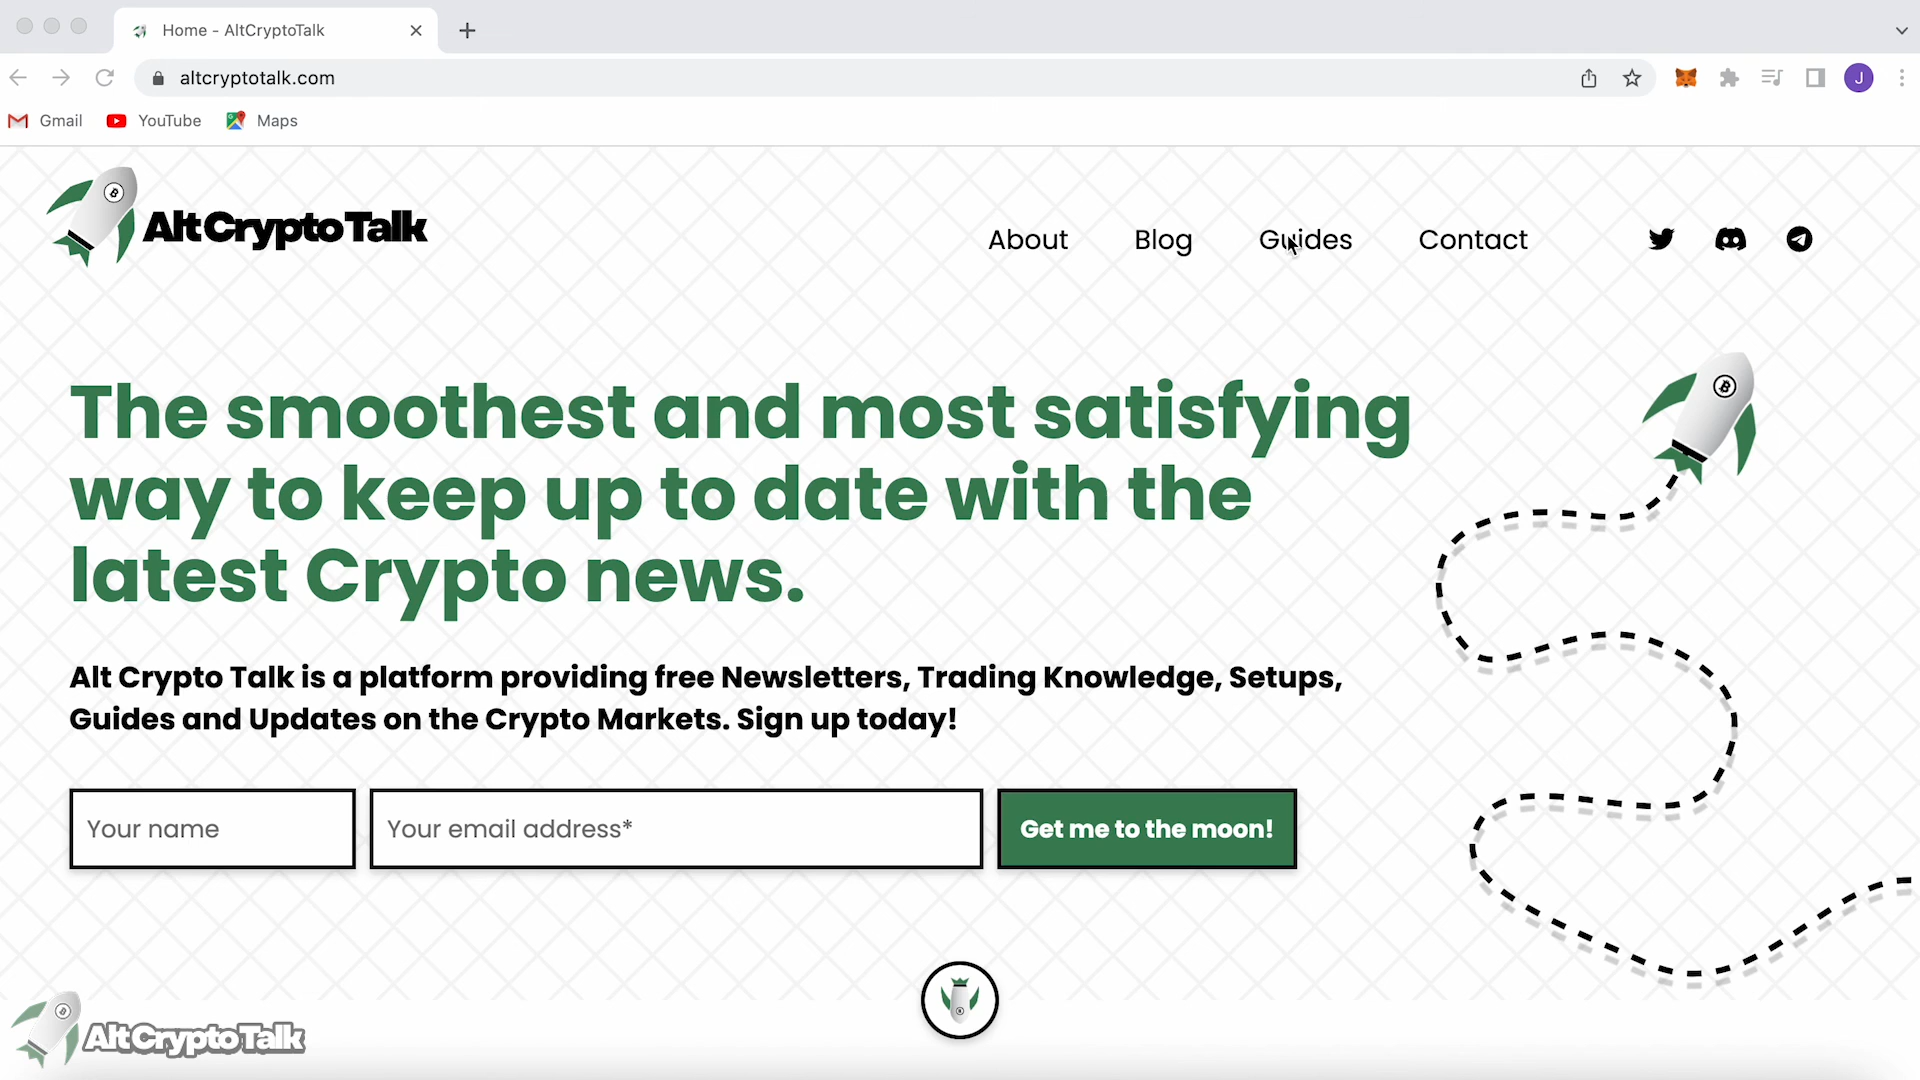 Home - AltCryptoTalk
altcryptotalk.com
J
Gmail
YouTube
Maps
AltCryptoTalk
About
Blog
Guides
Contact
The smoothest and most satisfying
way to keep up to date with the
latest Crypto news.
Alt Crypto Talk is a platform providing free Newsletters, Trading Knowledge, Setups,
Guides and Updates on the Crypto Markets. Sign up today!
Your name
Your email address*
Get me to the moon!
AltCryptoTalk